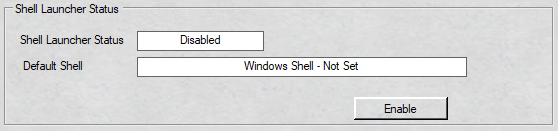 Shell Launcher Status
Shell Launcher Status Disabled
Default Shell Windows Shell - Not Set
Enable